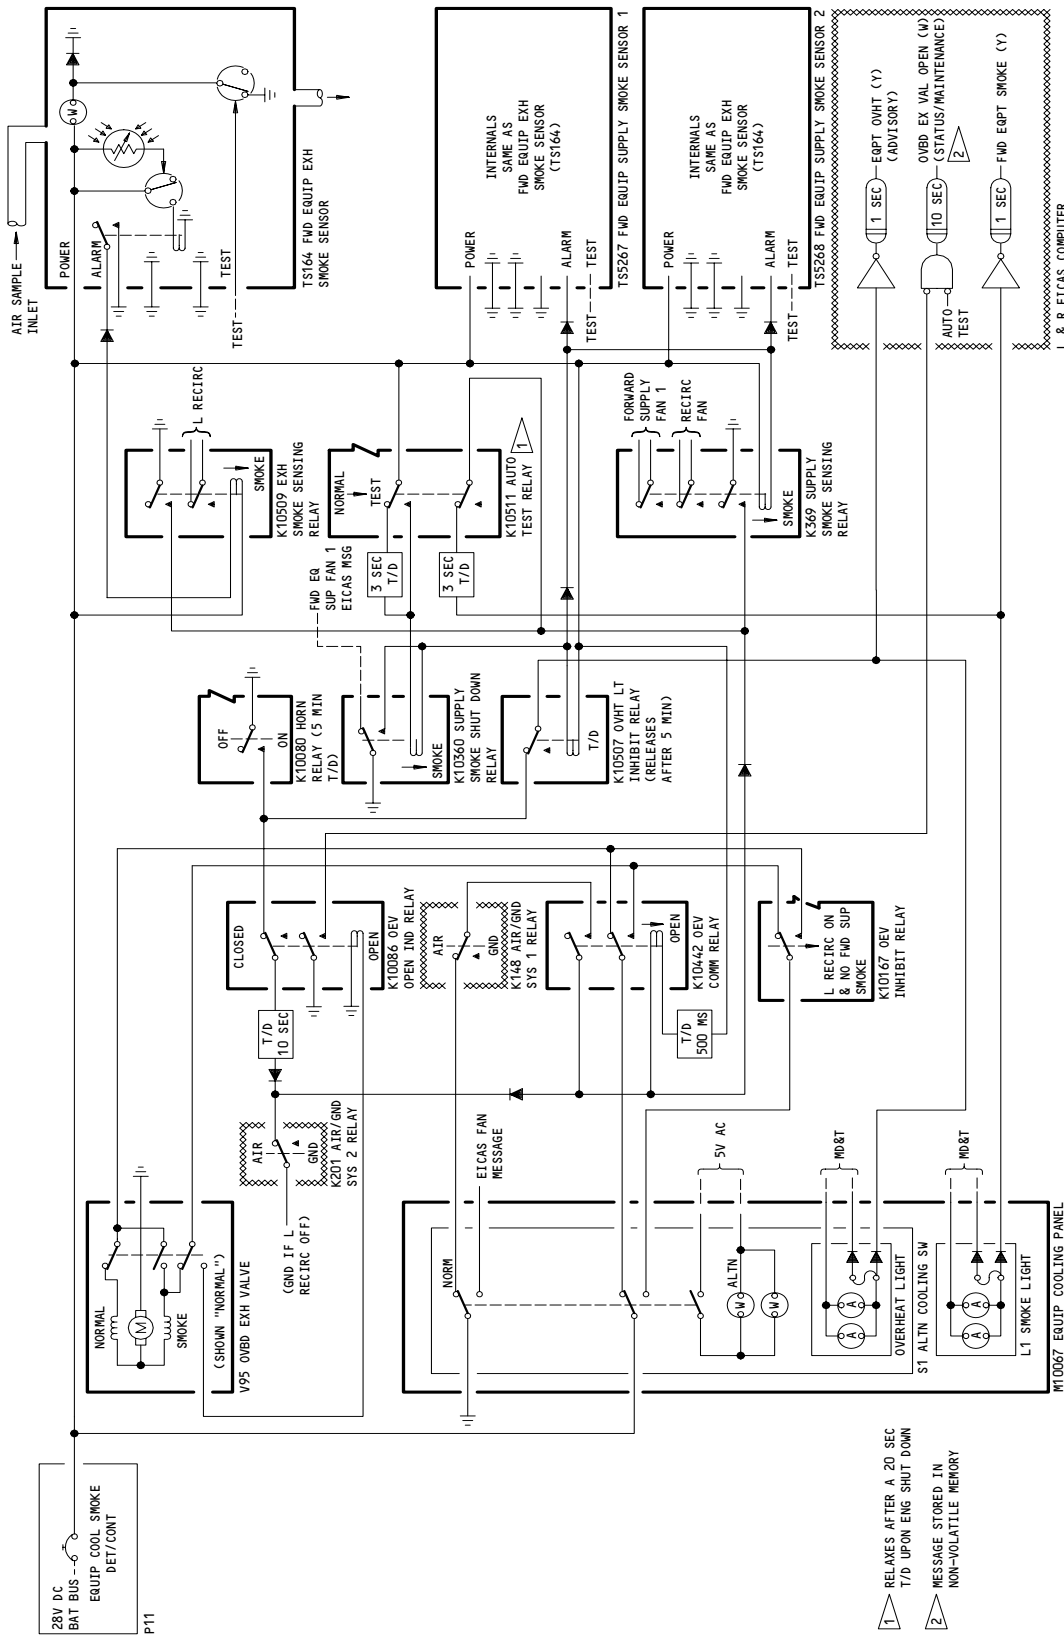 28V DC
BAT BUS
EQUIP COOL SMOKE
DET/CONT
P11
NORMAL
M
SMOKE
(SHOWN "NORMAL")
V95 OVBD EXH VALVE
AIR
GND
K201 AIR/GND
SYS 2 RELAY
(GND IF L
RECIRC OFF)
T/D
10 SEC
CLOSED
OPEN
K10086 OEV
OPEN IND RELAY
AIR
GND
K148 AIR/GND
SYS 1 RELAY
OPEN
K10442 OEV
COMM RELAY
T/D
500 MS
L RECIRC ON
& NO FWD SUP
SMOKE
K10167 OEV
INHIBIT RELAY
NORM
EICAS FAN
MESSAGE
5V AC
ALTN
W
W
MD&T
A
A
OVERHEAT LIGHT
S1 ALTN COOLING SW
MD&T
A
A
L1 SMOKE LIGHT
M10067 EQUIP COOLING PANEL
OFF
ON
K10080 HORN
RELAY (5 MIN
T/D)
FWD EQ
SUP FAN 1
EICAS MSG
SMOKE
K10360 SUPPLY
SMOKE SHUT DOWN
RELAY
T/D
K10507 OVHT LT
INHIBIT RELAY
(RELEASES
AFTER 5 MIN)
L RECIRC
SMOKE
K10509 EXH
SMOKE SENSING
RELAY
NORMAL
TEST
3 SEC
T/D
3 SEC
T/D
K10511 AUTO
TEST RELAY
1
FORWARD
SUPPLY
FAN 1
RECIRC
FAN
SMOKE
K369 SUPPLY
SMOKE SENSING
RELAY
AIR SAMPLE
INLET
POWER
W
ALARM
TEST
TEST
TS164 FWD EQUIP EXH
SMOKE SENSOR
INTERNALS
SAME AS
FWD EQUIP EXH
SMOKE SENSOR
(TS164)
POWER
ALARM
TEST
TEST
TS5267 FWD EQUIP SUPPLY SMOKE SENSOR 1
INTERNALS
SAME AS
FWD EQUIP EXH
SMOKE SENSOR
(TS164)
POWER
ALARM
TEST
TEST
TS5268 FWD EQUIP SUPPLY SMOKE SENSOR 2
1 SEC
EQPT OVHT (Y)
(ADVISORY)
AUTO
TEST
10 SEC
OVBD EX VAL OPEN (W)
(STATUS/MAINTENANCE)
2
1 SEC
FWD EQPT SMOKE (Y)
L & R EICAS COMPUTER
1 RELAXES AFTER A 20 SEC
T/D UPON ENG SHUT DOWN
2 MESSAGE STORED IN
NON-VOLATILE MEMORY